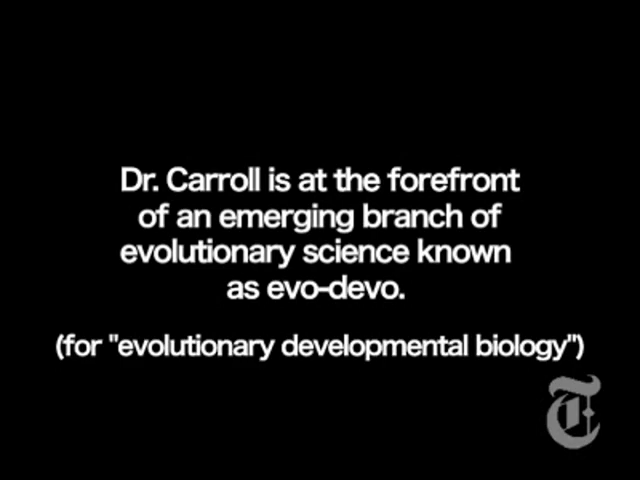 Dr. Carroll is at the forefront
of an emerging branch of
evolutionary science known
as evo-devo.
(for "evolutionary developmental biology")
T